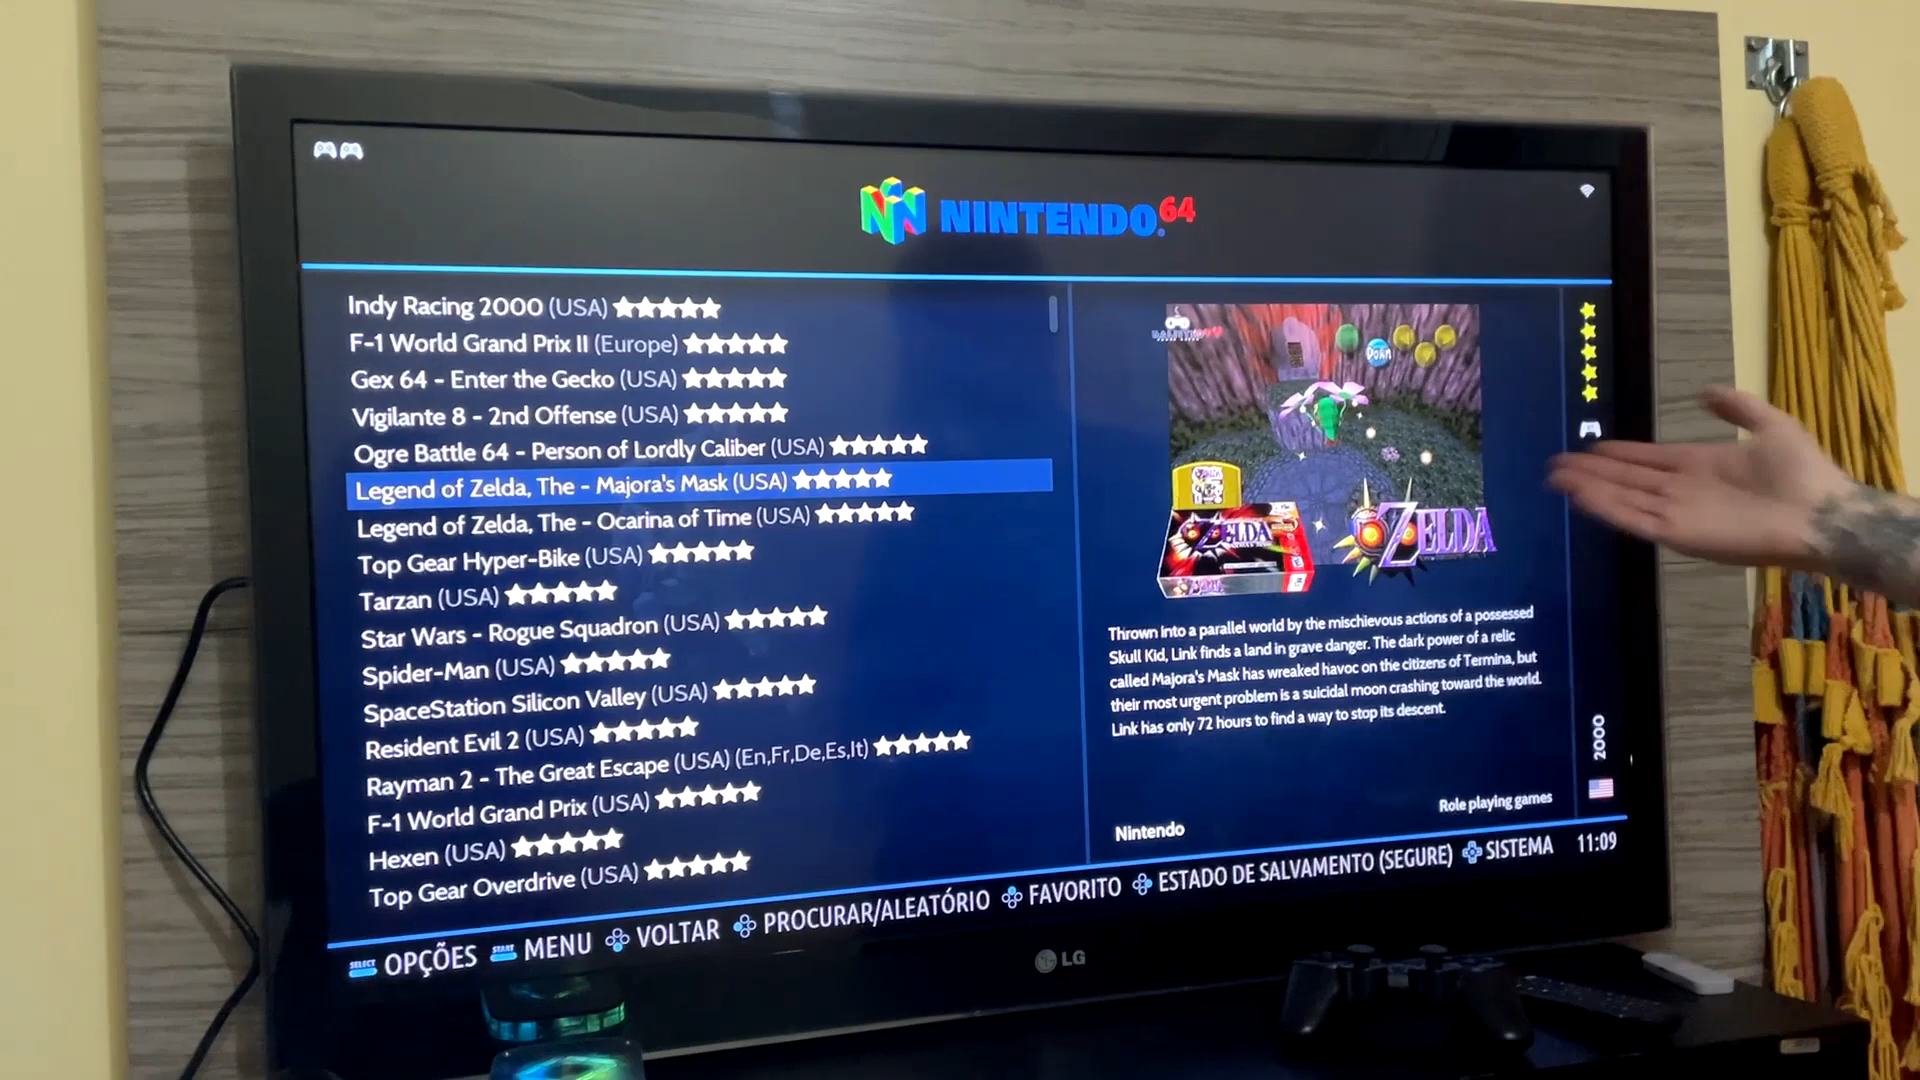 NINTENDO 64
Indy Racing 2000 (USA) ★★★★★
F-1 World Grand Prix II (Europe) ★★★★★
Gex 64 - Enter the Gecko (USA) ★★★★★
Vigilante 8 - 2nd Offense (USA) ★★★★★
Ogre Battle 64 - Person of Lordly Caliber (USA) ★★★★★
Legend of Zelda, The - Majora's Mask (USA) ★★★★★
Legend of Zelda, The - Ocarina of Time (USA) ★★★★★
Top Gear Hyper-Bike (USA) ★★★★★
Tarzan (USA) ★★★★★
Star Wars - Rogue Squadron (USA) ★★★★★
Spider-Man (USA) ★★★★★
SpaceStation Silicon Valley (USA) ★★★★★
Resident Evil 2 (USA) ★★★★★
Rayman 2 - The Great Escape (USA) (En,Fr,De,Es,It) ★★★★★
F-1 World Grand Prix (USA) ★★★★★
Hexen (USA) ★★★★★
Top Gear Overdrive (USA) ★★★★★
Down
ZELDA
ZELDA
Thrown into a parallel world by the mischievous actions of a possessed
Skull Kid, Link finds a land in grave danger. The dark power of a relic
called Majora's Mask has wreaked havoc on the citizens of Termina, but
their most urgent problem is a suicidal moon crashing toward the world.
Link has only 72 hours to find a way to stop its descent.
2000
Role playing games
Nintendo
SELECT OPÇÕES START MENU VOLTAR PROCURAR/ALEATÓRIO FAVORITO ESTADO DE SALVAMENTO (SEGURE) SISTEMA 11:09
LG